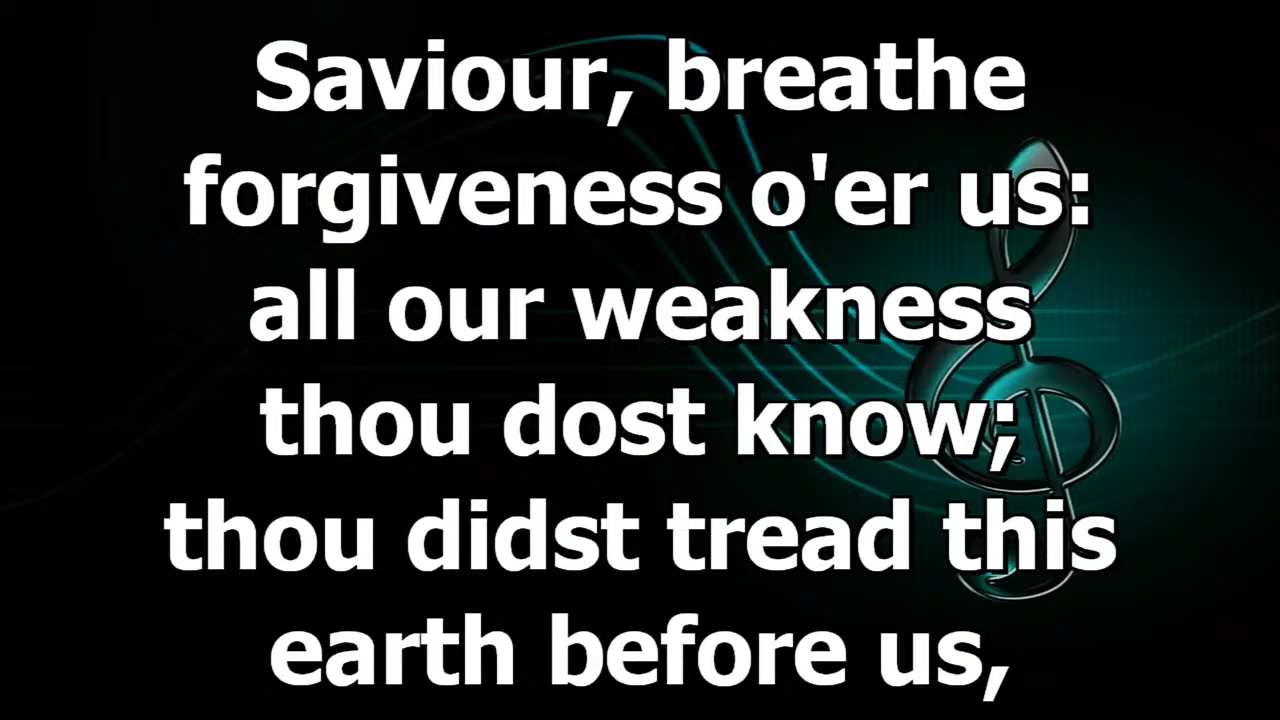 Saviour, breathe
forgiveness o'er us:
all our weakness
thou dost know;
thou didst tread this
earth before us,